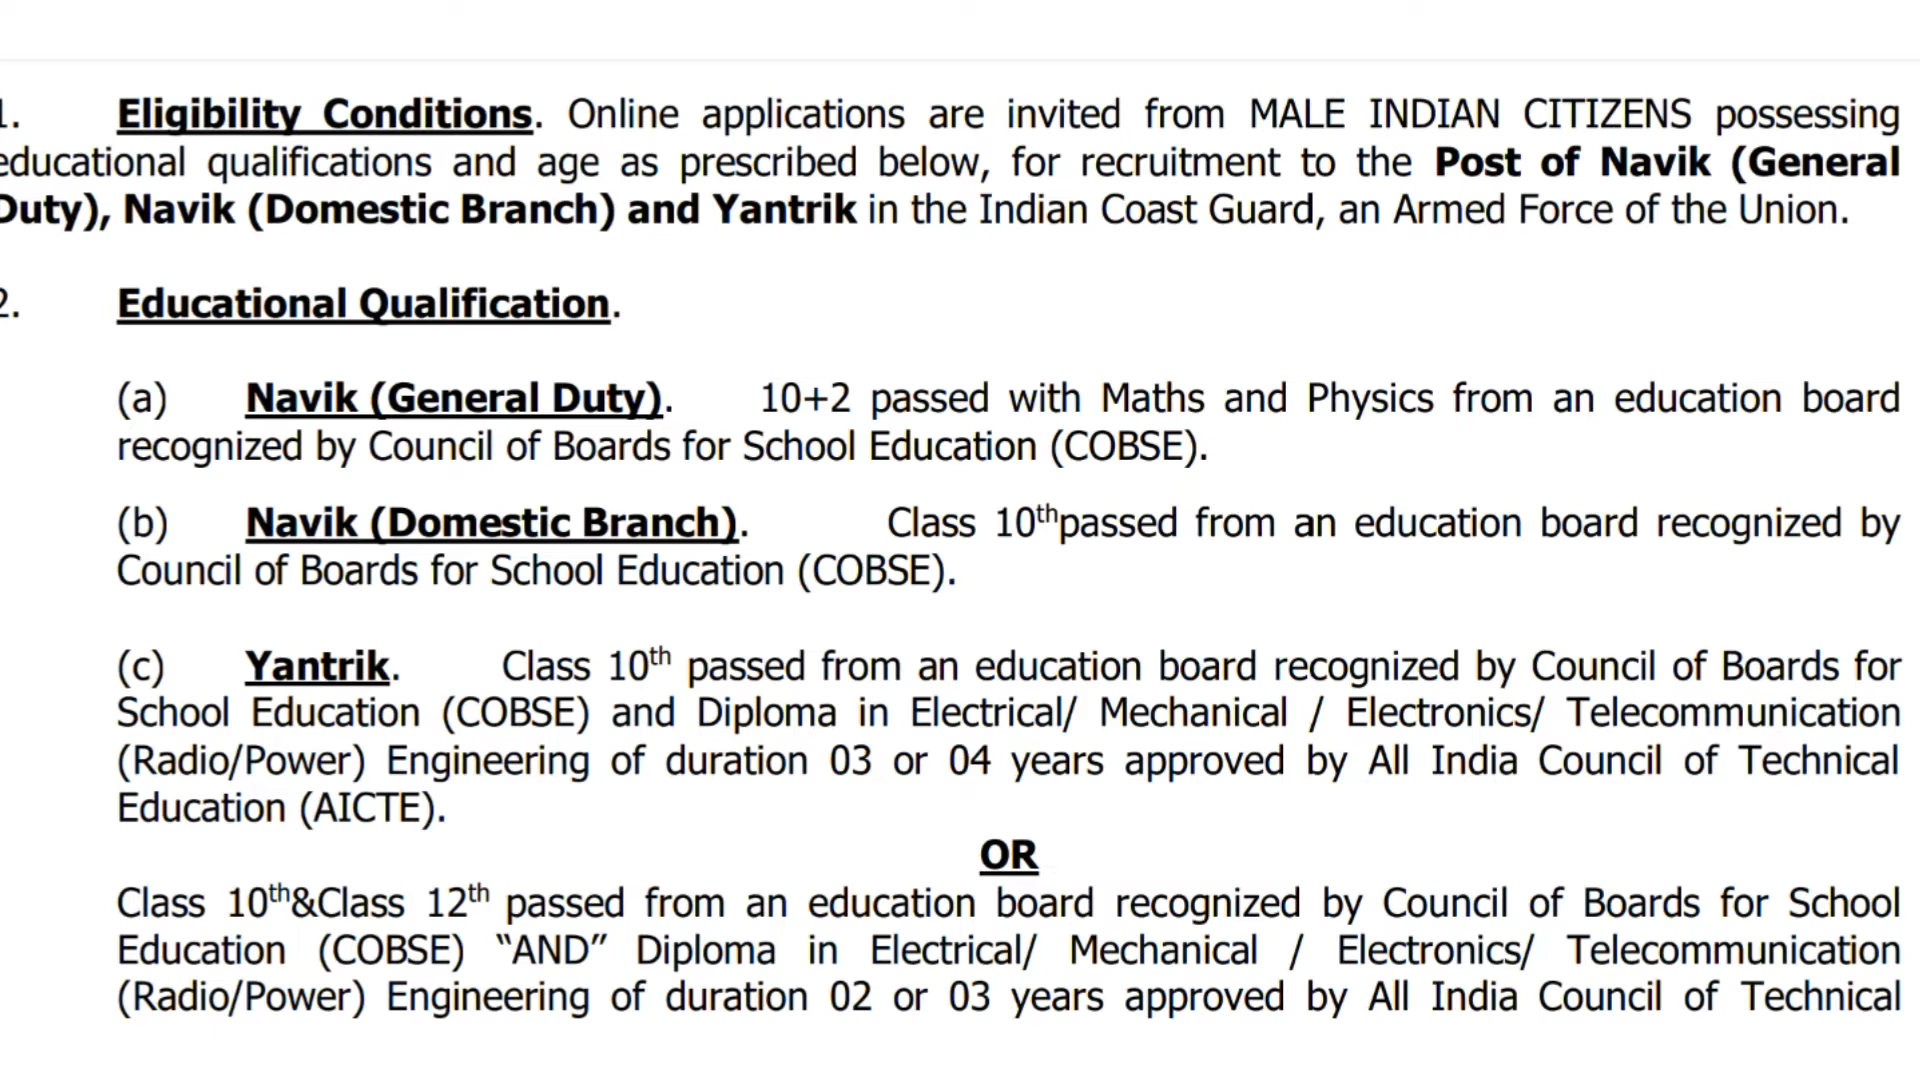 1. Eligibility Conditions. Online applications are invited from MALE INDIAN CITIZENS possessing
educational qualifications and age as prescribed below, for recruitment to the Post of Navik (General
Duty), Navik (Domestic Branch) and Yantrik in the Indian Coast Guard, an Armed Force of the Union.
2. Educational Qualification.
(a) Navik (General Duty). 10+2 passed with Maths and Physics from an education board
recognized by Council of Boards for School Education (COBSE).
(b) Navik (Domestic Branch). Class 10thpassed from an education board recognized by
Council of Boards for School Education (COBSE).
(c) Yantrik. Class 10th passed from an education board recognized by Council of Boards for
School Education (COBSE) and Diploma in Electrical/ Mechanical / Electronics/ Telecommunication
(Radio/Power) Engineering of duration 03 or 04 years approved by All India Council of Technical
Education (AICTE).
OR
Class 10th&Class 12th passed from an education board recognized by Council of Boards for School
Education (COBSE) “AND” Diploma in Electrical/ Mechanical / Electronics/ Telecommunication
(Radio/Power) Engineering of duration 02 or 03 years approved by All India Council of Technical